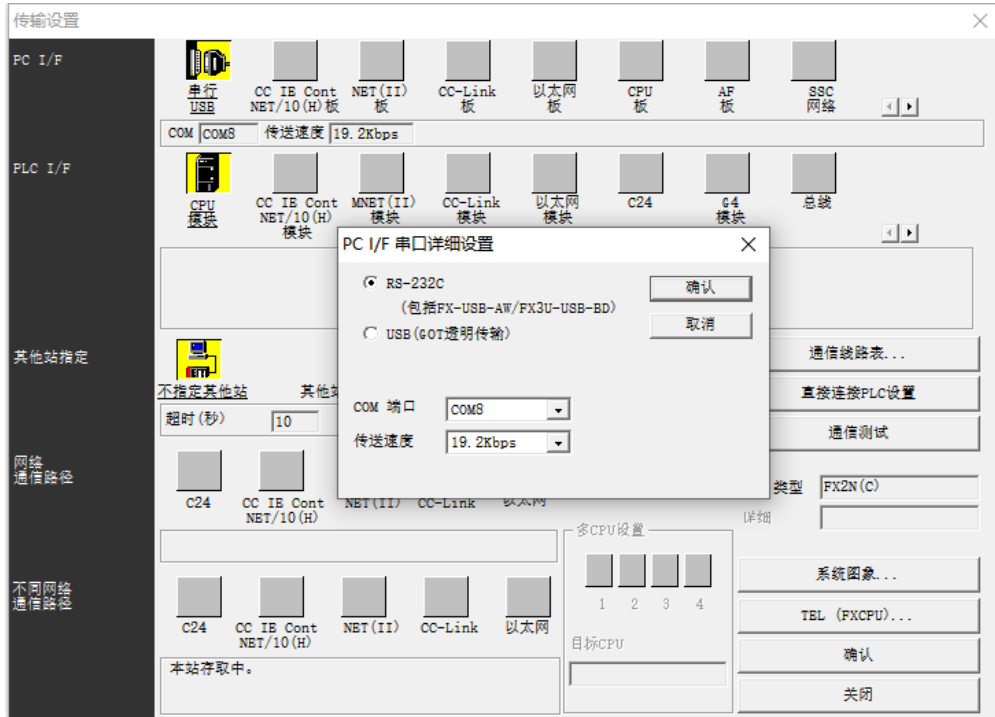 传输设置
PC I/F
串行
USB
CC IE Cont
NET/10(H)板
NET(II)
板
CC-Link
板
以太网
板
CPU
板
AF
板
SSC
网络
COM COM8 传送速度 19.2Kbps
PLC I/F
CPU
模块
CC IE Cont
NET/10(H)
模块
MNET(II)
模块
CC-Link
模块
以太网
模块
C24
G4
模块
总线
PC I/F 串口详细设置
RS-232C
(包括FX-USB-AW/FX3U-USB-BD)
USB(GOT透明传输)
确认
取消
COM 端口 COM8
传送速度 19.2Kbps
其他站指定
不指定其他站
其他
超时(秒) 10
通信线路表...
直接连接PLC设置
通信测试
类型 FX2N(C)
详细
网络
通信路径
C24
CC IE Cont
NET/10(H)
NET(II)
CC-Link
以太网
多CPU设置
1 2 3 4
目标CPU
系统图象...
TEL (FXCPU)...
确认
关闭
不同网络
通信路径
C24
CC IE Cont
NET/10(H)
NET(II)
CC-Link
以太网
本站存取中。